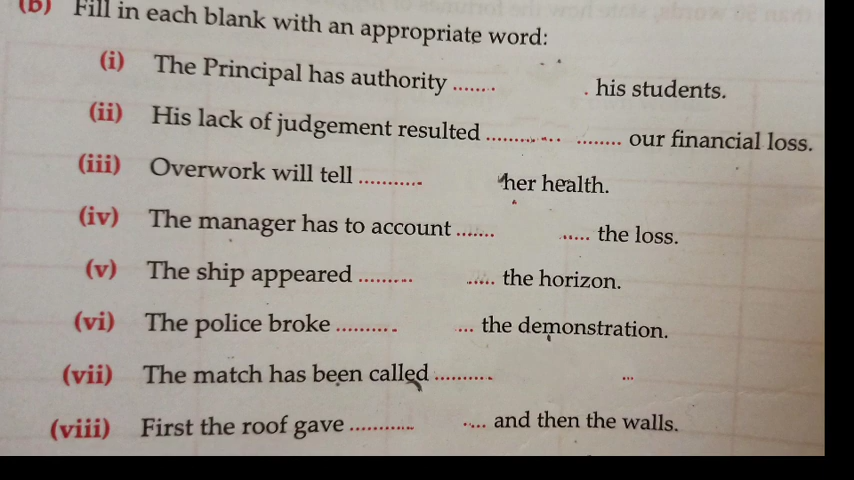 (b) Fill in each blank with an appropriate word:
(i) The Principal has authority ....... . his students.
(ii) His lack of judgement resulted ............. ........ our financial loss.
(iii) Overwork will tell ........... her health.
(iv) The manager has to account ....... ..... the loss.
(v) The ship appeared ......... ..... the horizon.
(vi) The police broke .......... ... the demonstration.
(vii) The match has been called .......... ...
(viii) First the roof gave ............ .... and then the walls.